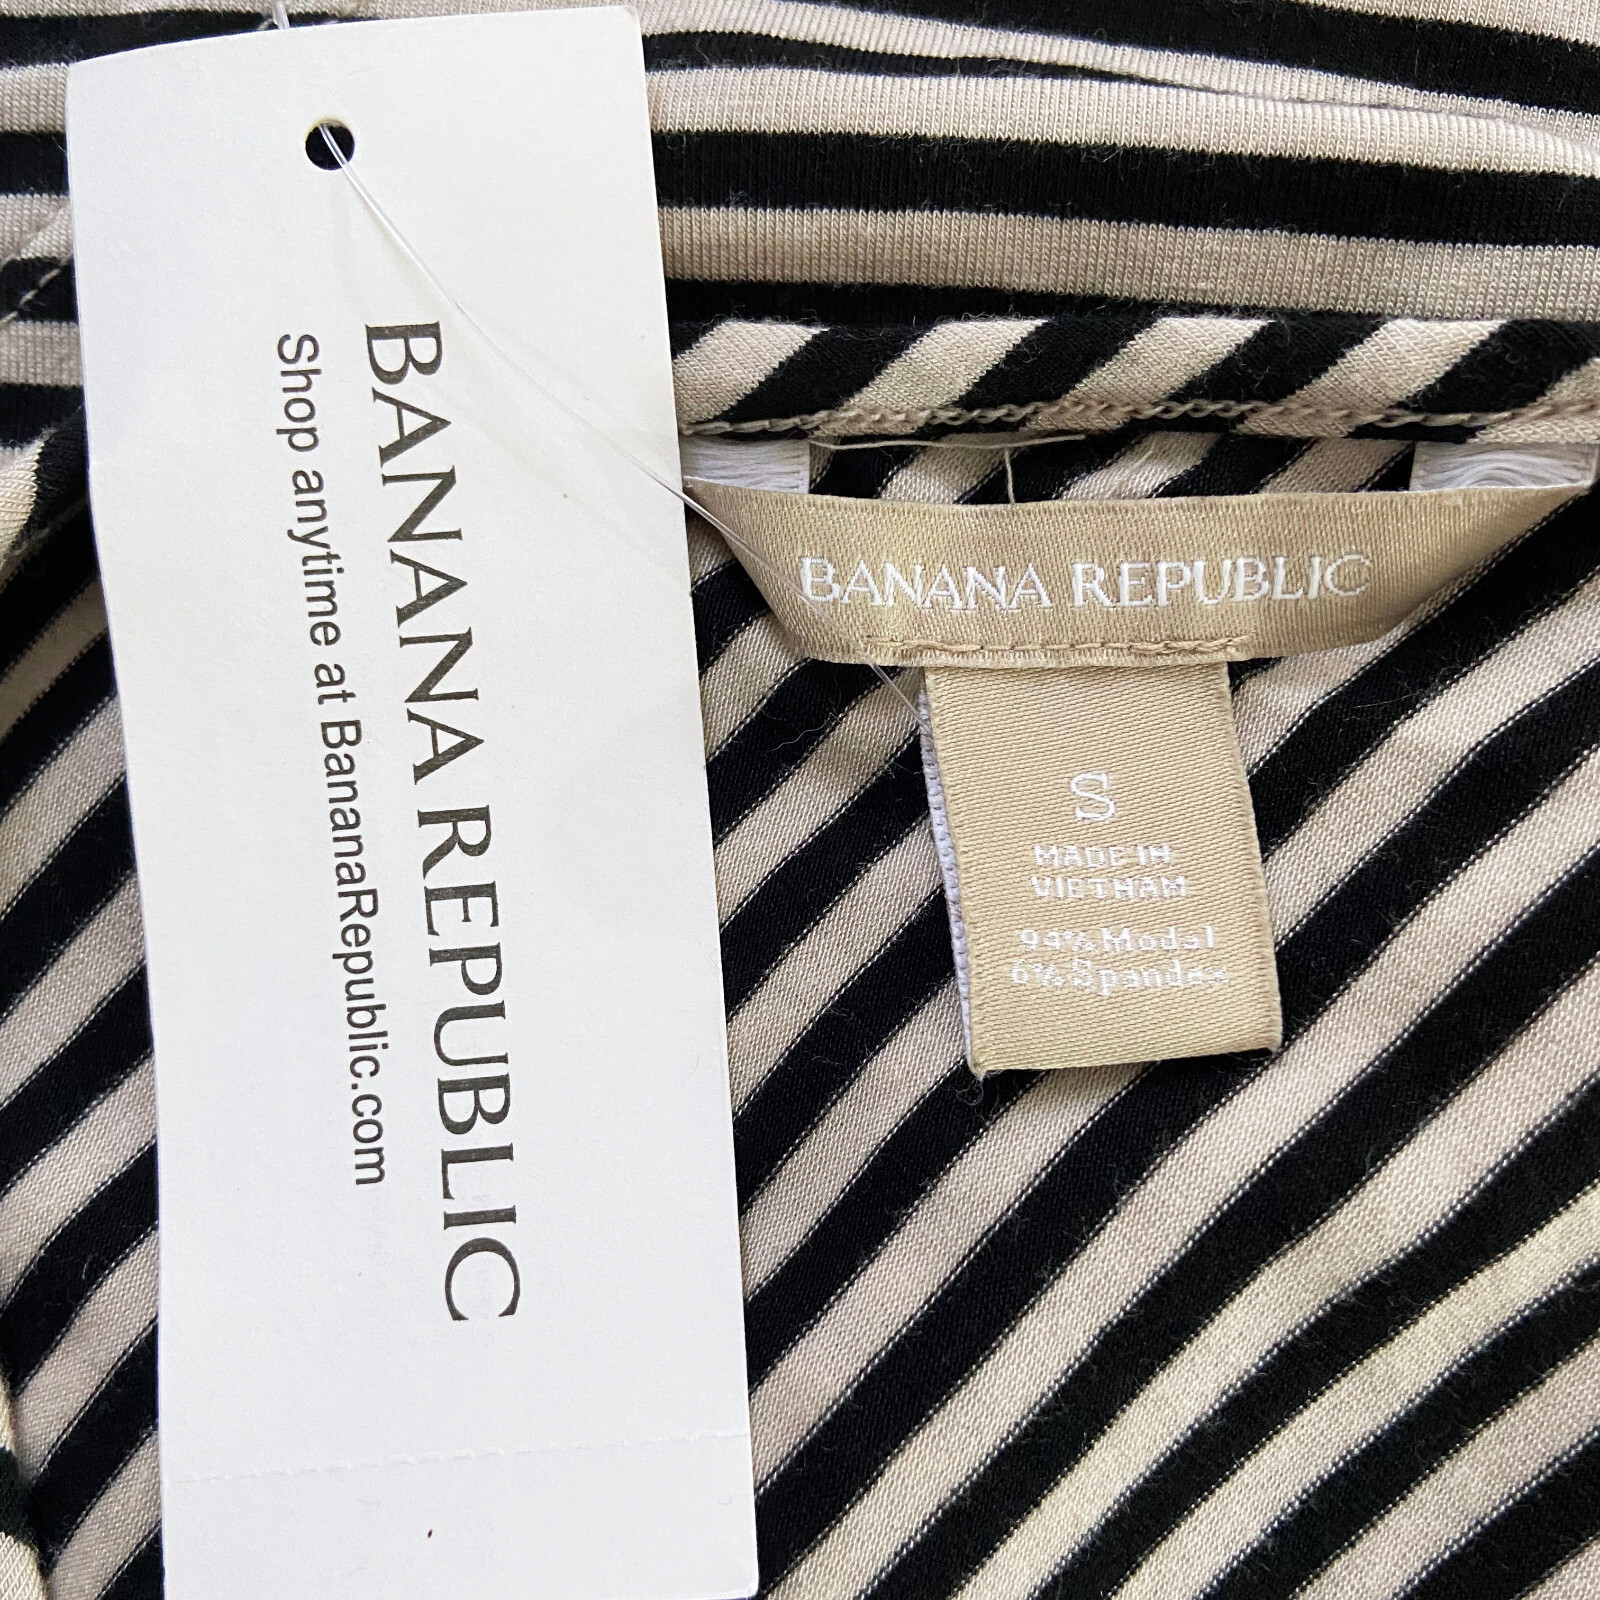 BANANA REPUBLIC
Shop anytime at BananaRepublic.com
BANANA REPUBLIC
S
MADE IN
VIETNAM
94% Modal
6% Spandex